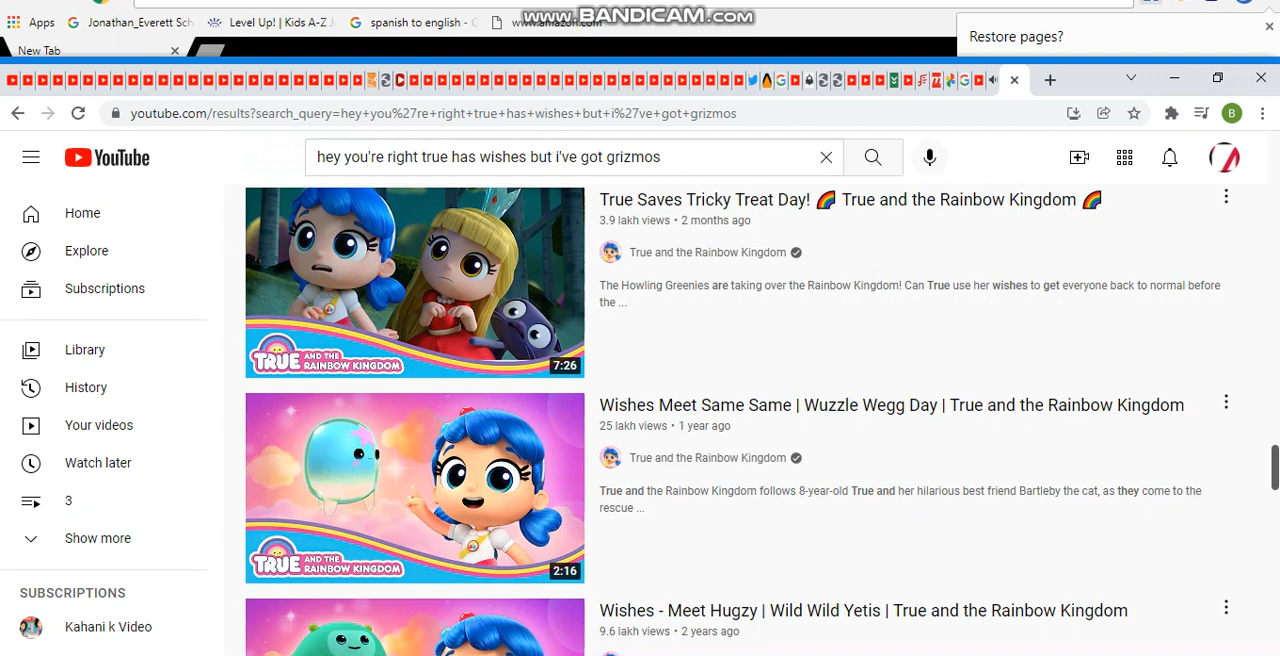 Apps
Jonathan_Everett Sch
Level Up! | Kids A-Z
spanish to english - G
www.amazon.com
www.BANDICAM.com
Restore pages?
New Tab
youtube.com/results?search_query=hey+you%27re+right+true+has+wishes+but+i%27ve+got+grizmos
B
YouTube
hey you're right true has wishes but i've got grizmos
Home
Explore
Subscriptions
Library
History
Your videos
Watch later
3
Show more
SUBSCRIPTIONS
Kahani k Video
TRUE AND THE
RAINBOW KINGDOM
7:26
True Saves Tricky Treat Day! 🌈 True and the Rainbow Kingdom 🌈
3.9 lakh views • 2 months ago
True and the Rainbow Kingdom
The Howling Greenies are taking over the Rainbow Kingdom! Can True use her wishes to get everyone back to normal before
the ...
TRUE AND THE
RAINBOW KINGDOM
2:16
Wishes Meet Same Same | Wuzzle Wegg Day | True and the Rainbow Kingdom
25 lakh views • 1 year ago
True and the Rainbow Kingdom
True and the Rainbow Kingdom follows 8-year-old True and her hilarious best friend Bartleby the cat, as they come to the
rescue ...
Wishes - Meet Hugzy | Wild Wild Yetis | True and the Rainbow Kingdom
9.6 lakh views • 2 years ago